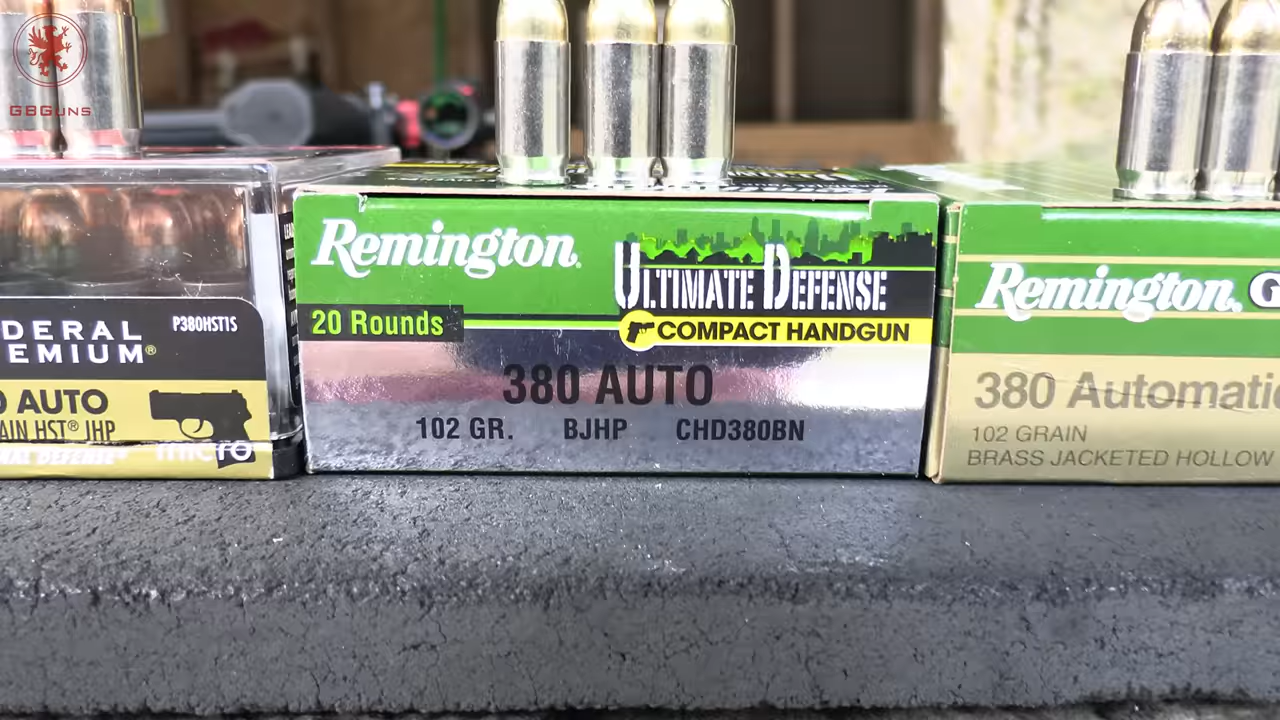 GBGuns
DERAL
EMIUM®
P380HST1S
AUTO
AIN HST® JHP
micro
Remington
ULTIMATE DEFENSE
20 Rounds
COMPACT HANDGUN
380 AUTO
102 GR. BJHP CHD380BN
Remington
380 Automatic
102 GRAIN
BRASS JACKETED HOLLOW